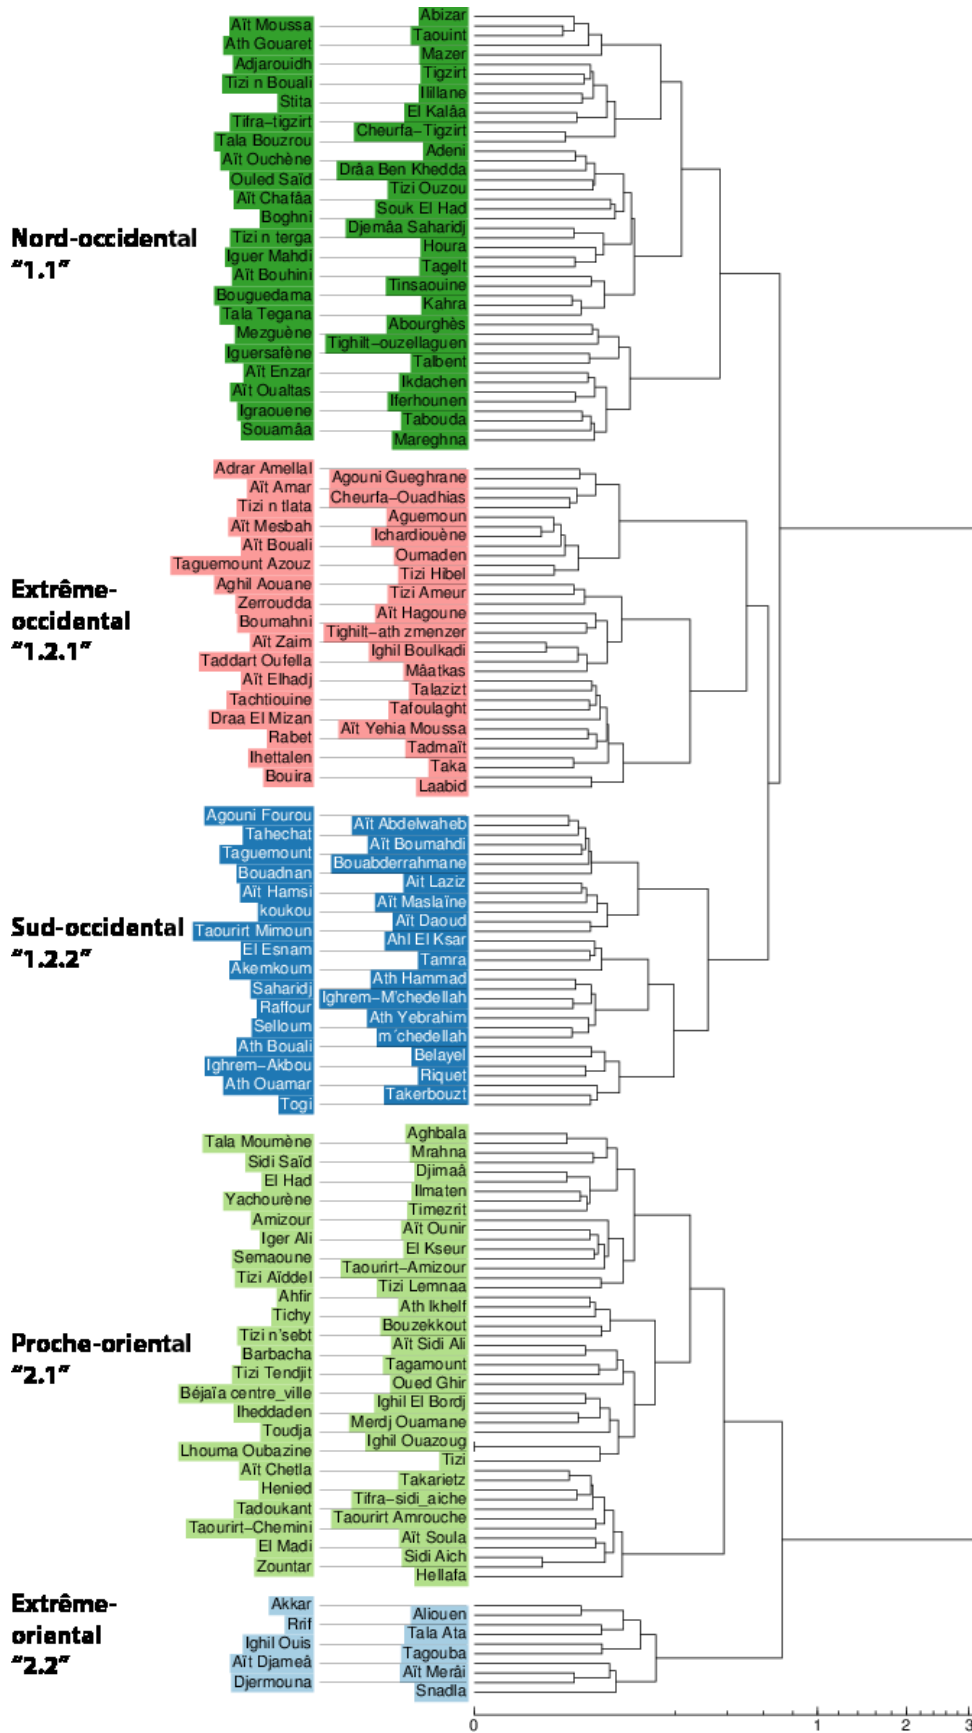 Nord-occidental
“1.1”
Abizar
Aït Moussa
Taouint
Ath Gouaret
Mazer
Adjarouidh
Tigzirt
Tizi n Bouali
Ilillane
Stita
El Kalâa
Tifra-tigzirt
Cheurfa-Tigzirt
Tala Bouzrou
Adeni
Aït Ouchène
Drâa Ben Khedda
Ouled Saïd
Tizi Ouzou
Aït Chafâa
Souk El Had
Boghni
Djemâa Saharidj
Tizi n terga
Houra
Iguer Mahdi
Tagelt
Aït Bouhini
Tinsaouine
Bouguedama
Kahra
Tala Tegana
Abourghès
Mezguène
Tighilt-ouzellaguen
Iguersafène
Talbent
Aït Enzar
Ikdachen
Aït Oualtas
Iferhounen
Igraouene
Tabouda
Souamâa
Mareghna
Extrême-
occidental
“1.2.1”
Adrar Amellal
Agouni Gueghrane
Aït Amar
Cheurfa-Ouadhias
Tizi n tlata
Aguemoun
Aït Mesbah
Ichardiouène
Aït Bouali
Oumaden
Taguemount Azouz
Tizi Hibel
Aghil Aouane
Tizi Ameur
Zerroudda
Aït Hagoune
Boumahni
Tighilt-ath zmenzer
Aït Zaim
Ighil Boulkadi
Taddart Oufella
Mâatkas
Aït Elhadj
Talazizt
Tachtiouine
Tafoulaght
Draa El Mizan
Aït Yehia Moussa
Rabet
Tadmaït
Ihettalen
Taka
Bouira
Laabid
Sud-occidental
“1.2.2”
Agouni Fourou
Aït Abdelwaheb
Tahechat
Aït Boumahdi
Taguemount
Bouabderrahmane
Bouadnan
Ait Laziz
Aït Hamsi
Aït Maslaïne
koukou
Aït Daoud
Taourirt Mimoun
Ahl El Ksar
El Esnam
Tamra
Akemkoum
Ath Hammad
Saharidj
Ighrem-M'chedellah
Raffour
Ath Yebrahim
Selloum
m´chedellah
Ath Bouali
Belayel
Ighrem-Akbou
Riquet
Ath Ouamar
Takerbouzt
Togi
Proche-oriental
“2.1”
Aghbala
Tala Moumène
Mrahna
Sidi Saïd
Djimaâ
El Had
Ilmaten
Yachourène
Timezrit
Amizour
Aït Ounir
Iger Ali
El Kseur
Semaoune
Taourirt-Amizour
Tizi Aïddel
Tizi Lemnaa
Ahfir
Ath Ikhelf
Tichy
Bouzekkout
Tizi n'sebt
Aït Sidi Ali
Barbacha
Tagamount
Tizi Tendjit
Oued Ghir
Béjaïa centre_ville
Ighil El Bordj
Iheddaden
Merdj Ouamane
Toudja
Ighil Ouazoug
Lhouma Oubazine
Tizi
Aït Chetla
Takarietz
Henied
Tifra-sidi_aiche
Tadoukant
Taourirt Amrouche
Taourirt-Chemini
Aït Soula
El Madi
Sidi Aich
Zountar
Hellafa
Extrême-
oriental
“2.2”
Akkar
Aliouen
Rrif
Tala Ata
Ighil Ouis
Tagouba
Aït Djameâ
Aït Merâi
Djermouna
Snadla
0 1 2 3